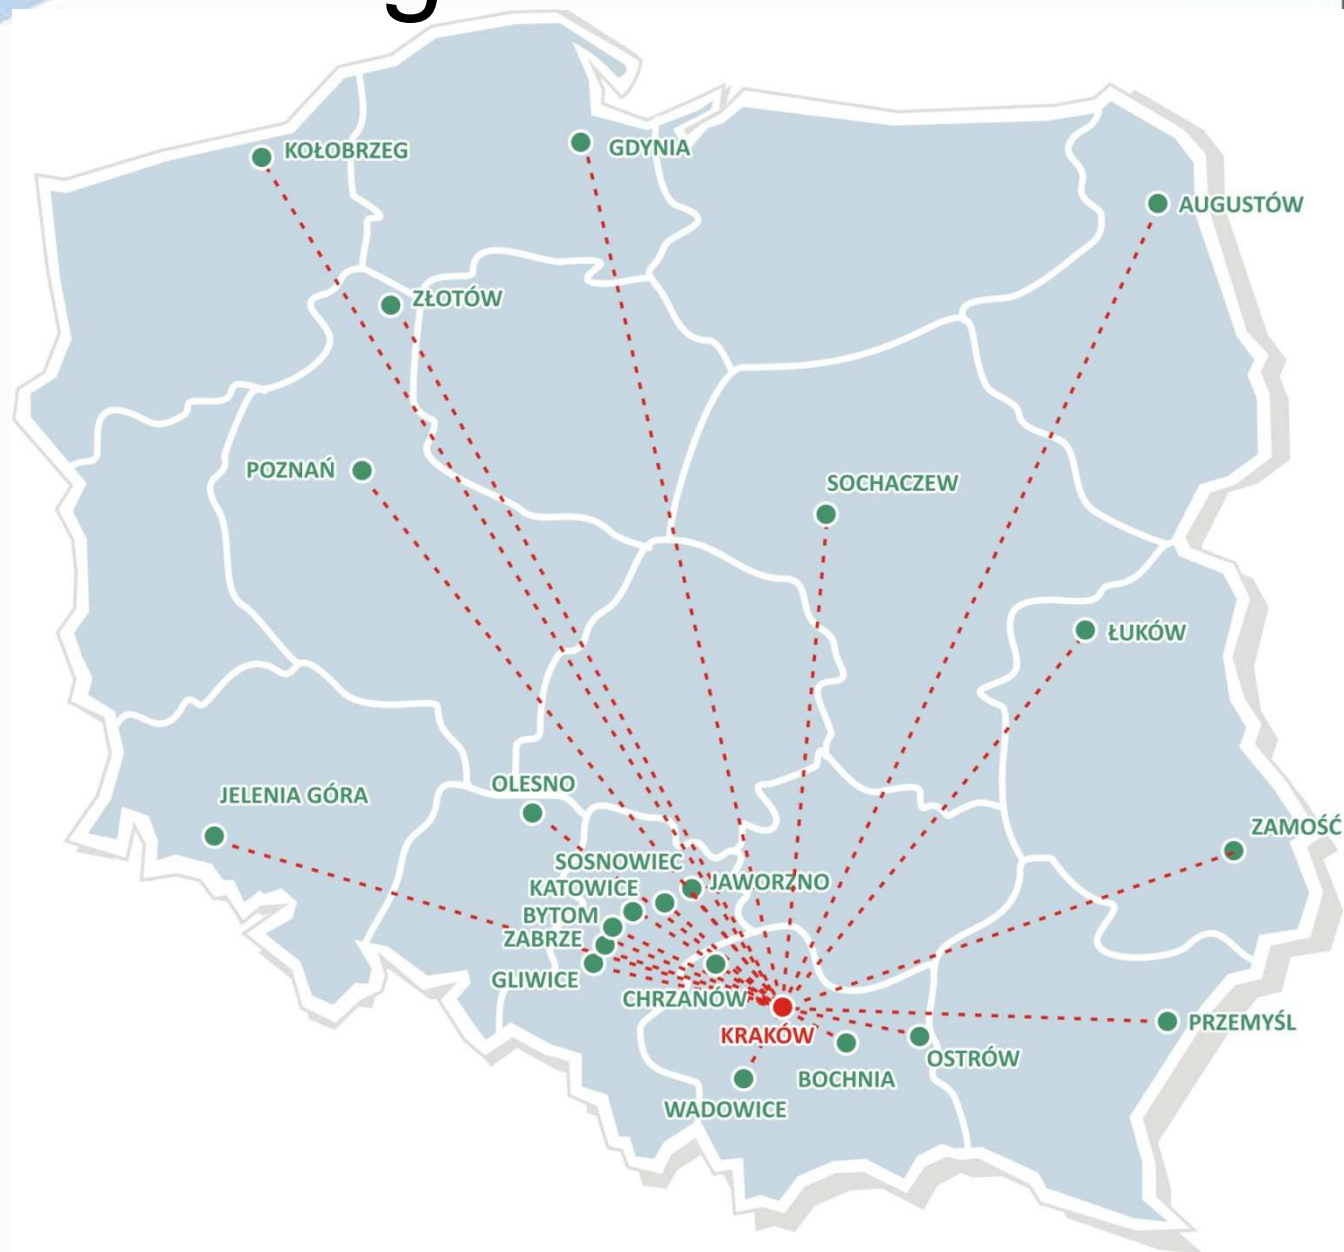 g
KOŁOBRZEG
GDYNIA
AUGUSTÓW
ZŁOTÓW
POZNAŃ
SOCHACZEW
ŁUKÓW
OLESNO
JELENIA GÓRA
ZAMOŚĆ
SOSNOWIEC
JAWORZNO
KATOWICE
BYTOM
ZABRZE
GLIWICE
CHRZANÓW
PRZEMYŚL
KRAKÓW
OSTRÓW
BOCHNIA
WADOWICE